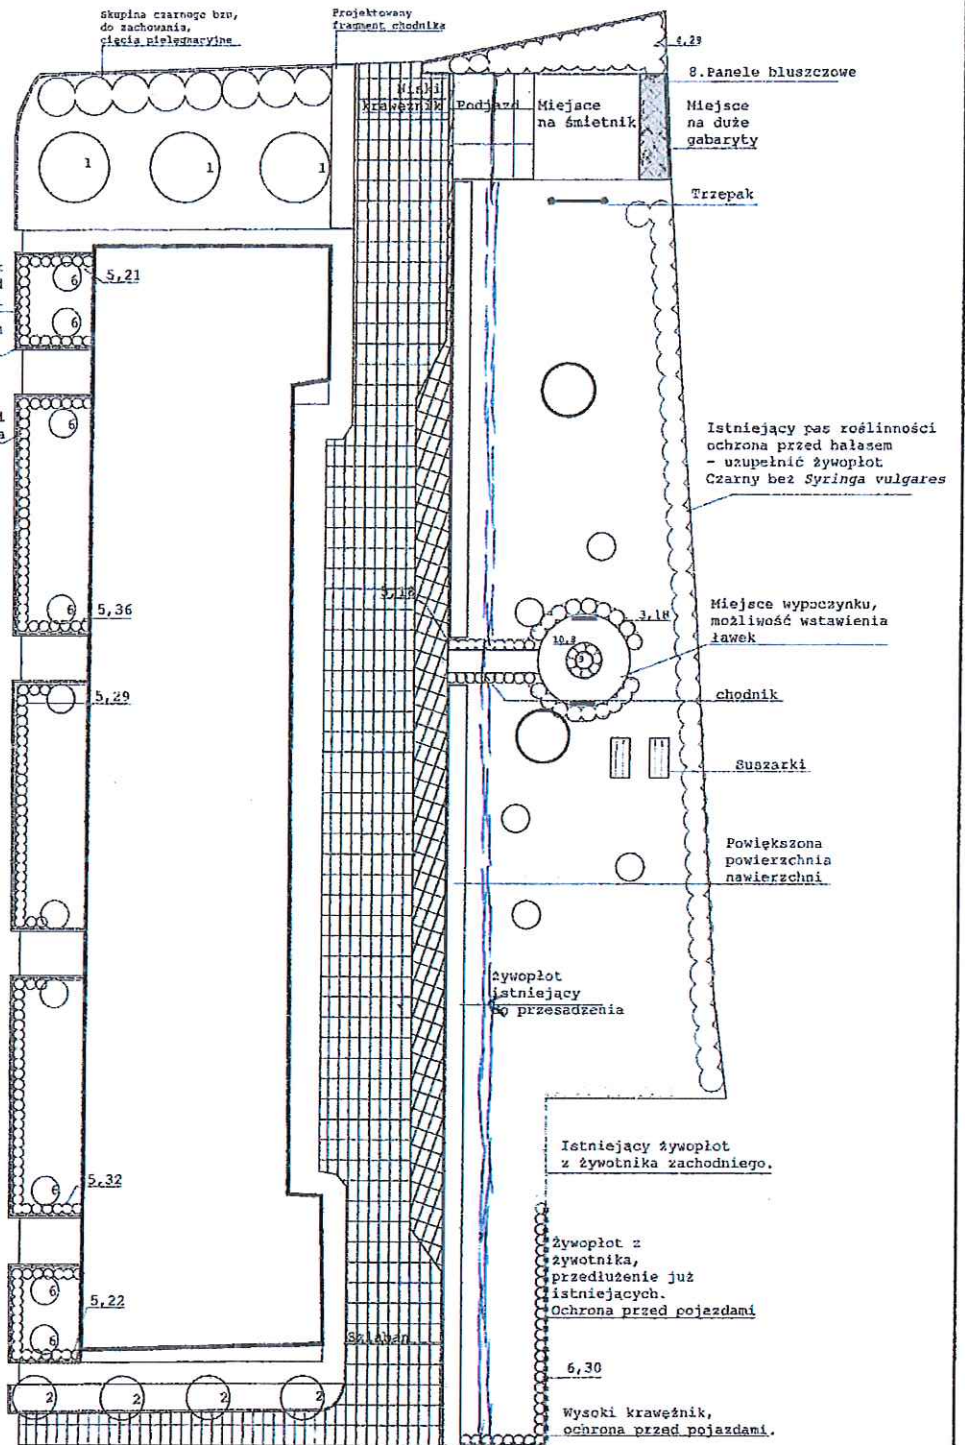 Skupina czarnego bzu,
do zachowania,
cięcia pielęgnacyjne
Projektowany
fragment chodnika
4,29
8.Panele bluszczowe
Niski
krawężnik
Podjazd
Miejsce
na śmietnik
Miejsce
na duże
gabaryty
1
1
1
Trzepak
6
5,21
6
6
Istniejący pas roślinności
ochrona przed hałasem
- uzupełnić żywopłot
Czarny bez Syringa vulgares
5,18
6
5,36
3,18
Miejsce wypoczynku,
możliwość wstawienia
ławek
10,8
9
5,29
chodnik
Suszarki
Powiększona
powierzchnia
nawierzchni
Żywopłot
istniejący
do przesadzenia
Istniejący żywopłot
z żywotnika zachodniego.
6
5,32
Żywopłot z
żywotnika,
przedłużenie już
istniejących.
Ochrona przed pojazdami
6
5,22
6
Szlaban
6,30
2
2
2
2
Wysoki krawężnik,
ochrona przed pojazdami.